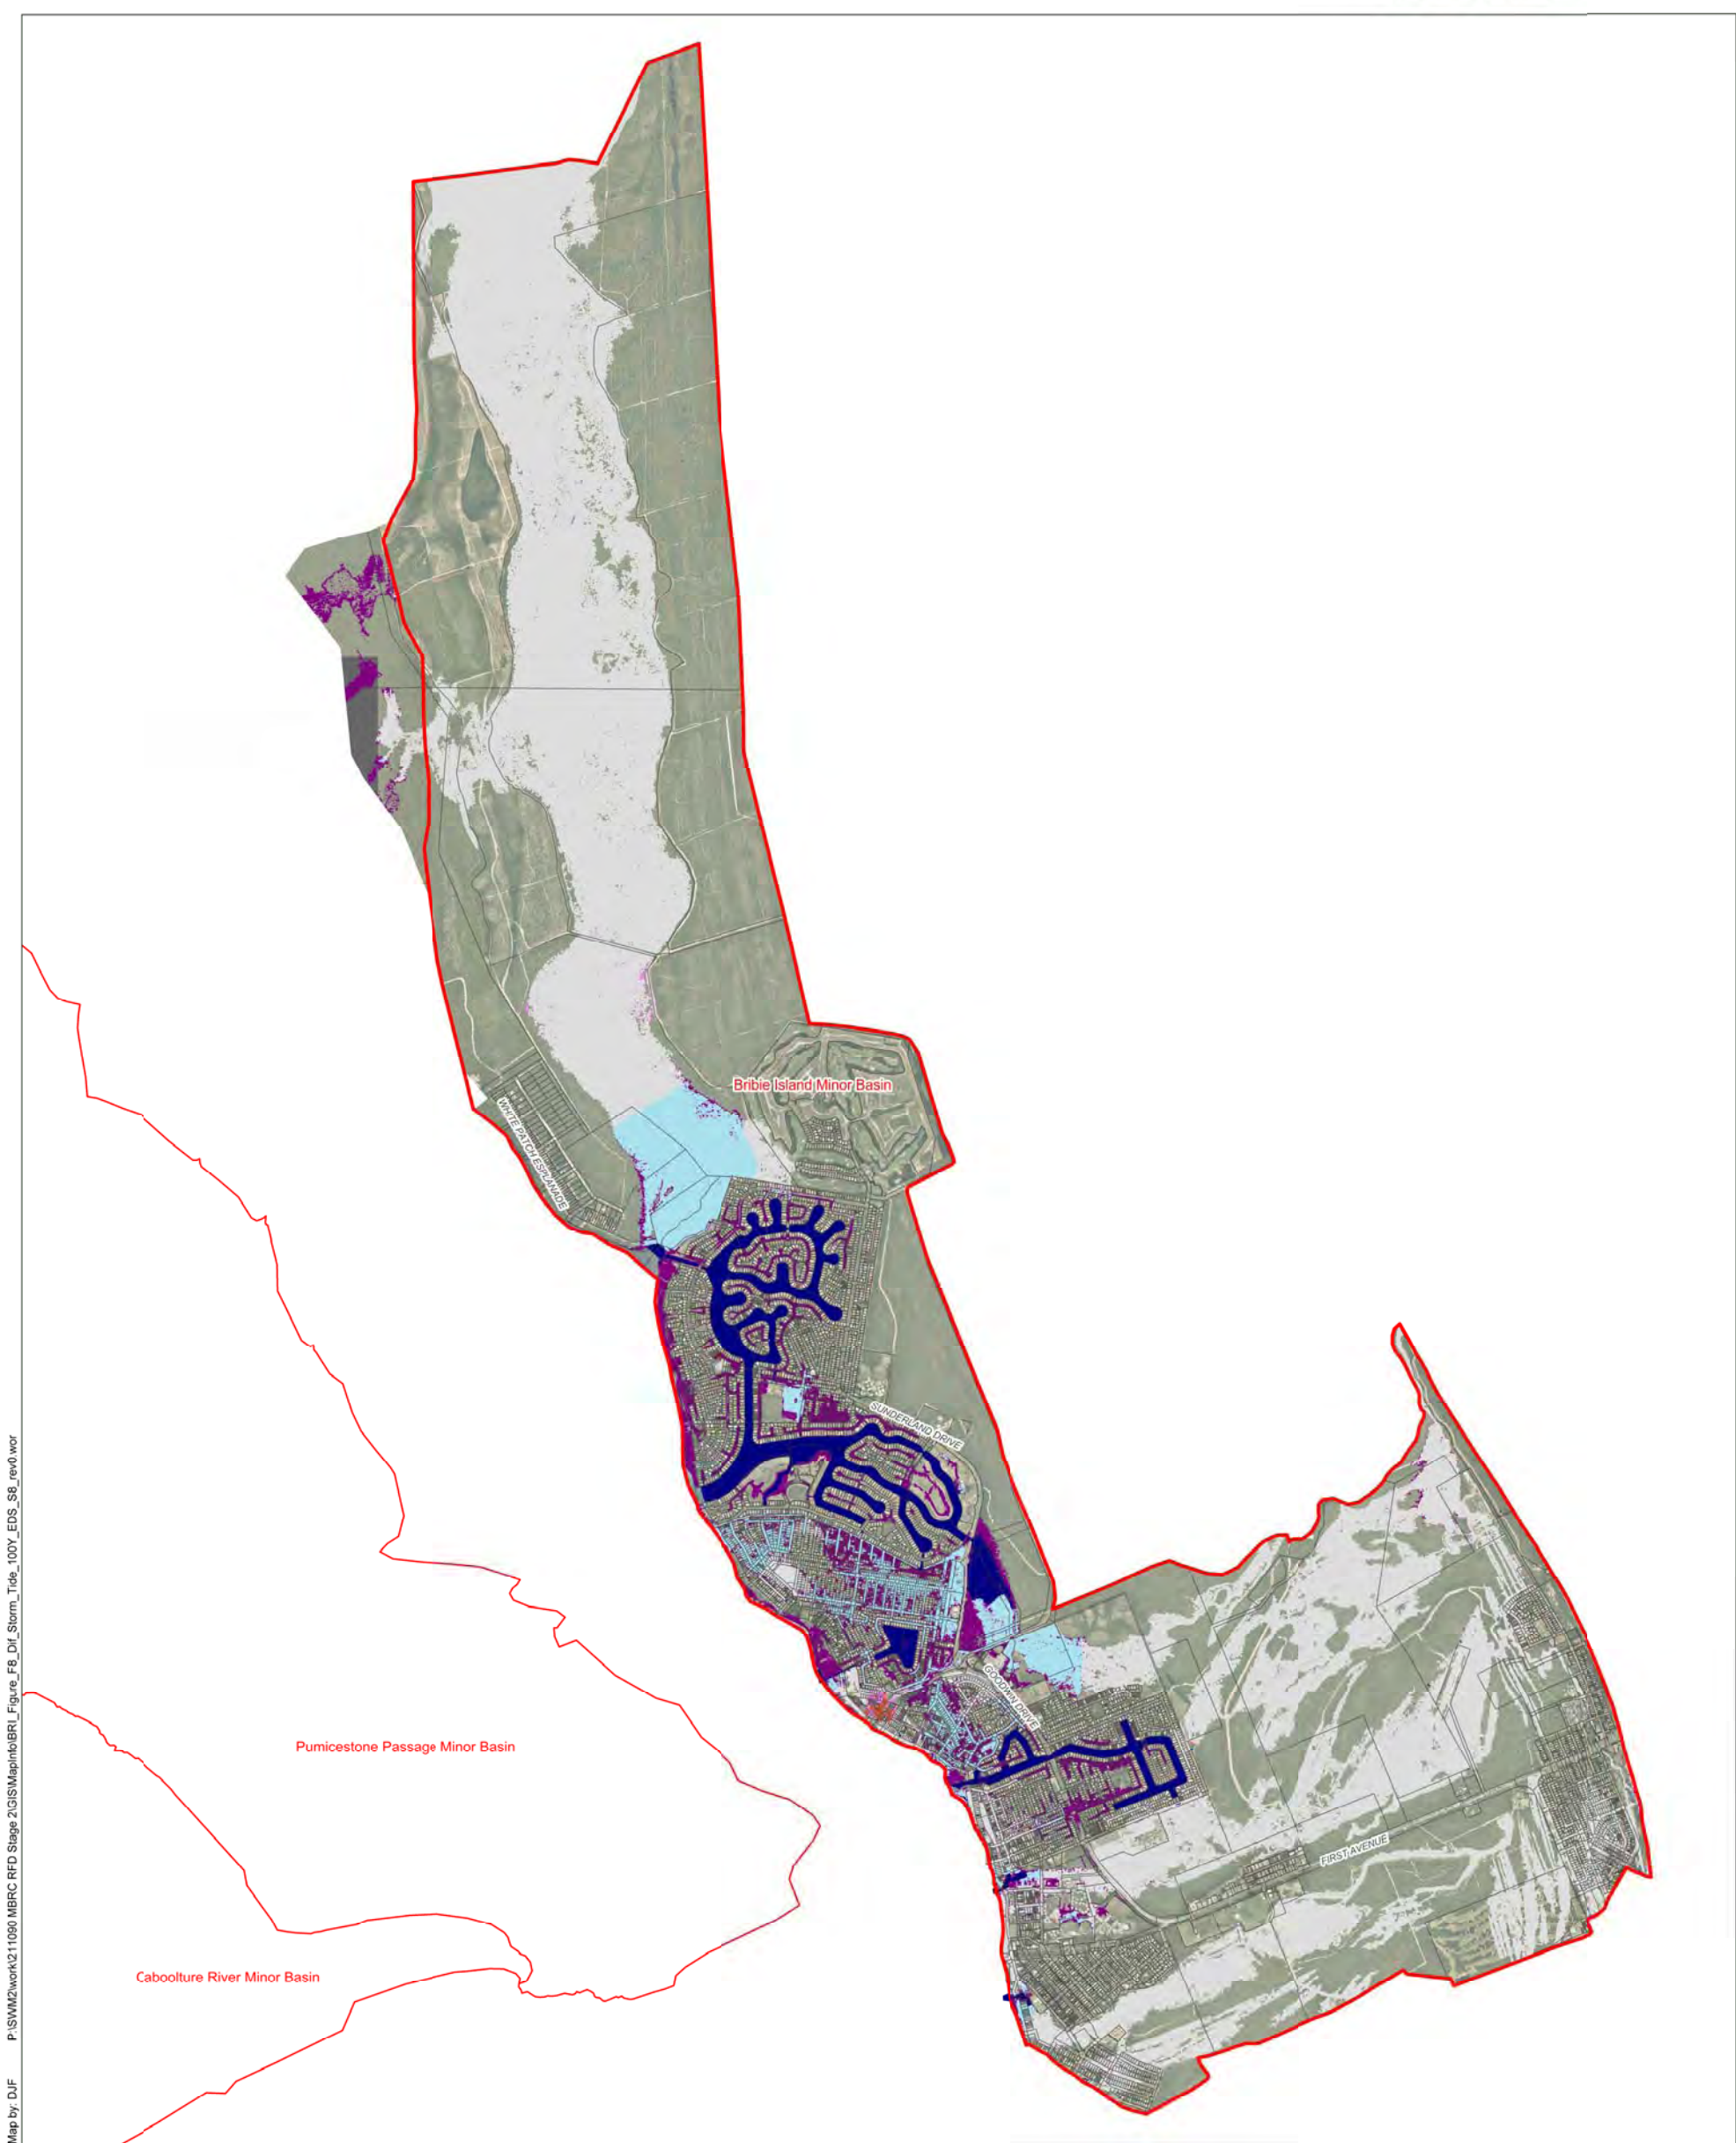 Bribie Island Minor Basin
WHITE PATCH ESPLANADE
SUNDERLAND DRIVE
GOODWIN DRIVE
FIRST AVENUE
Pumicestone Passage Minor Basin
Caboolture River Minor Basin
Map by: DJF P:\SWM2\work\211090 MBRC RFD Stage 2\GIS\MapInfo\BRI_Figure_F8_Dif_Storm_Tide_100Y_EDS_S8_rev0.wor